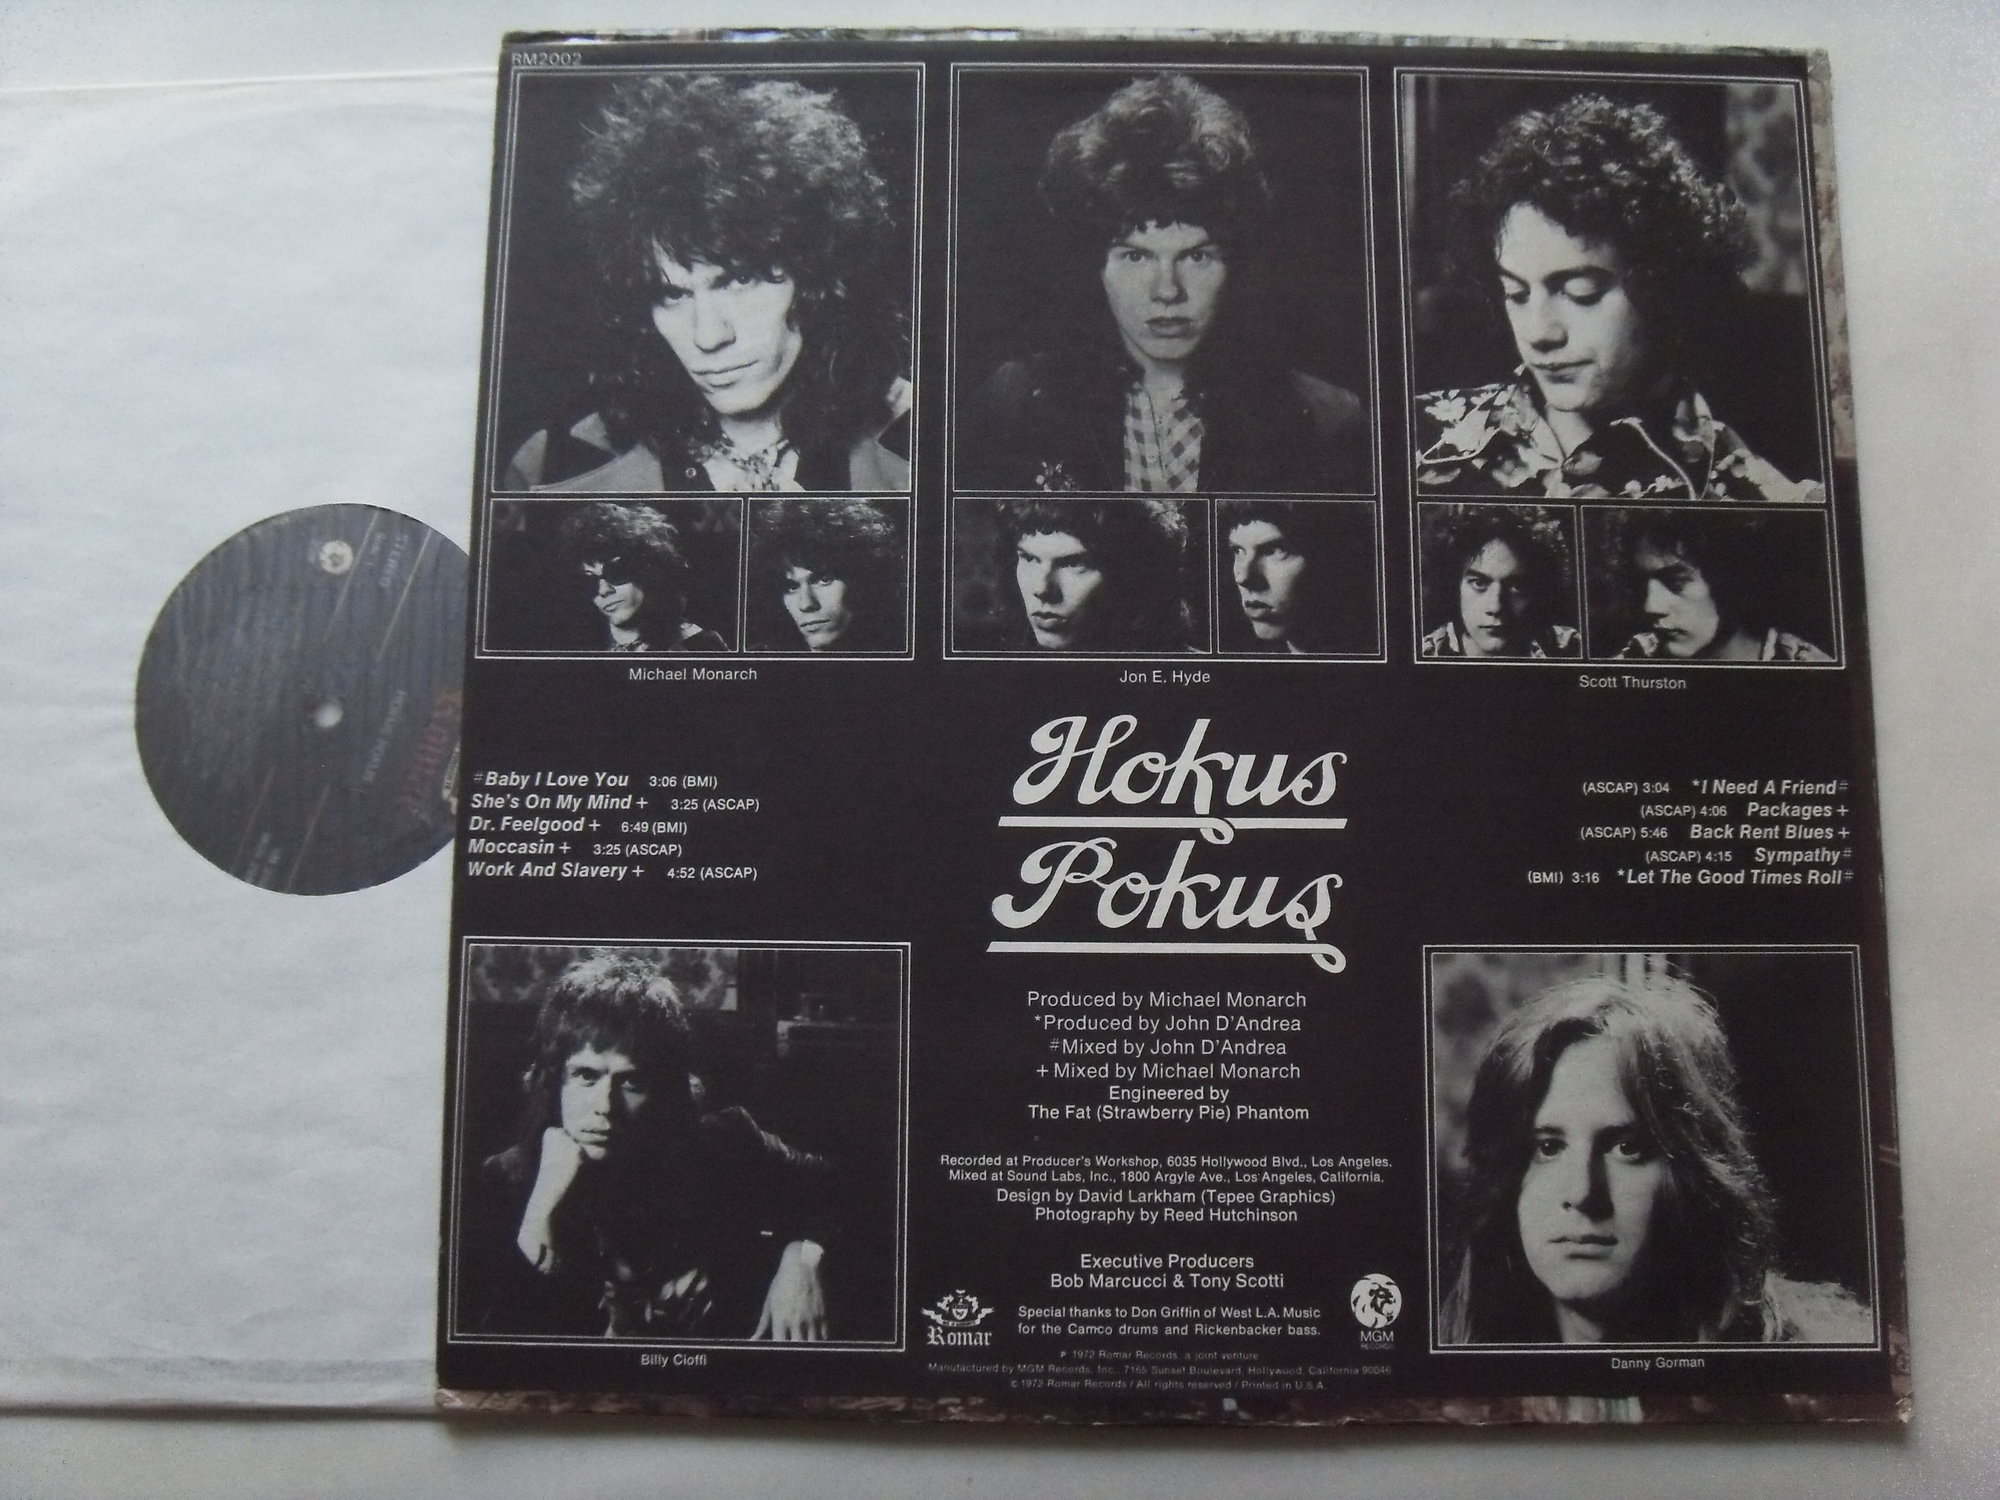 RM2002
Michael Monarch
Jon E. Hyde
Scott Thurston
#Baby I Love You 3:06 (BMI)
She's On My Mind + 3:25 (ASCAP)
Dr. Feelgood + 6:49 (BMI)
Moccasin + 3:25 (ASCAP)
Work And Slavery + 4:52 (ASCAP)
Hokus
Pokus
(ASCAP) 3:04 *I Need A Friend#
(ASCAP) 4:06 Packages +
(ASCAP) 5:46 Back Rent Blues +
(ASCAP) 4:15 Sympathy#
(BMI) 3:16 *Let The Good Times Roll#
Produced by Michael Monarch
*Produced by John D'Andrea
#Mixed by John D'Andrea
+ Mixed by Michael Monarch
Engineered by
The Fat (Strawberry Pie) Phantom
Recorded at Producer's Workshop, 6035 Hollywood Blvd., Los Angeles.
Mixed at Sound Labs, Inc., 1800 Argyle Ave., Los Angeles, California.
Design by David Larkham (Tepee Graphics)
Photography by Reed Hutchinson
Executive Producers
Bob Marcucci & Tony Scotti
Special thanks to Don Griffin of West L.A. Music
for the Camco drums and Rickenbacker bass.
Romar
MGM
RECORDS
℗ 1972 Romar Records, a joint venture
Manufactured by MGM Records, Inc., 7165 Sunset Boulevard, Hollywood, California 90046
© 1972 Romar Records / All rights reserved / Printed in U.S.A.
Billy Cioffi
Danny Gorman
STEREO